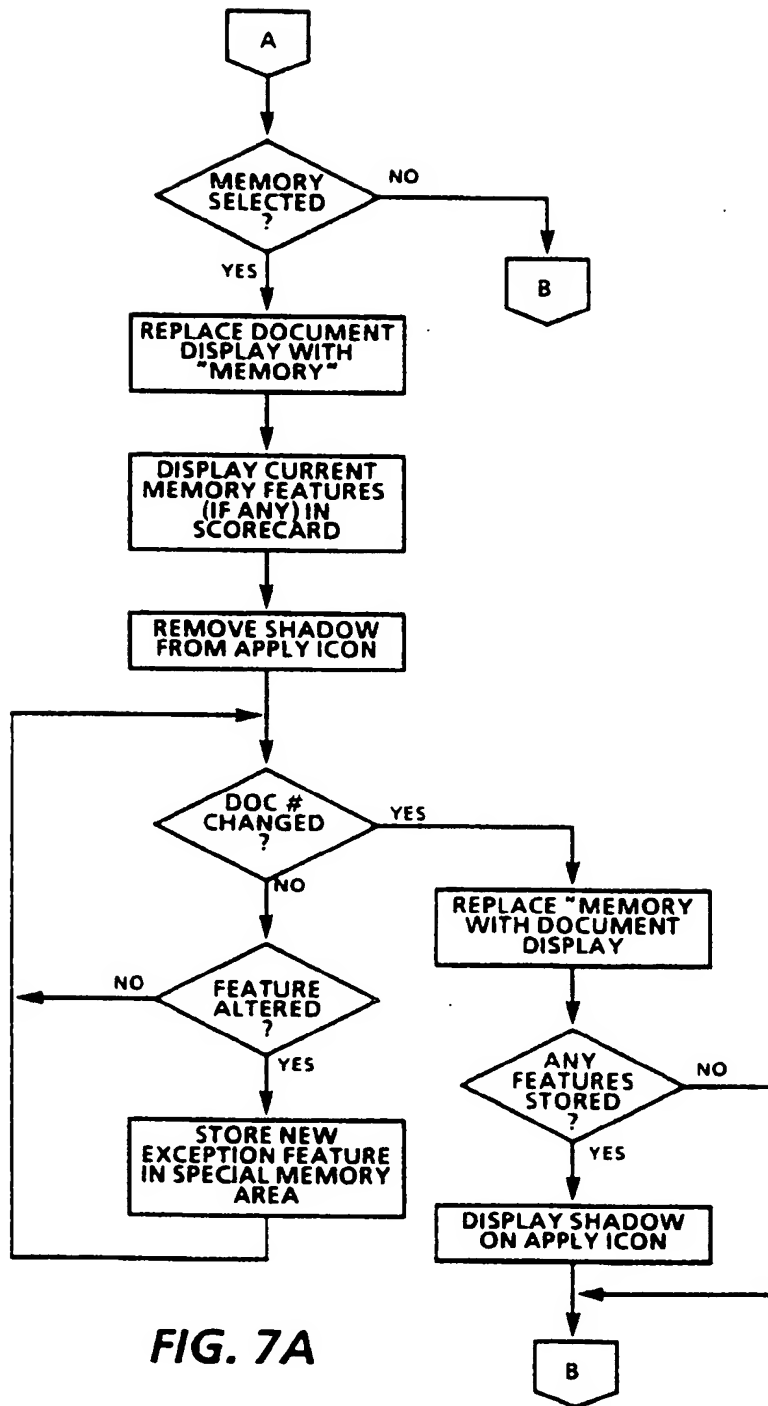 A
MEMORY
SELECTED
?
NO
B
YES
REPLACE DOCUMENT
DISPLAY WITH
"MEMORY"
DISPLAY CURRENT
MEMORY FEATURES
(IF ANY) IN
SCORECARD
REMOVE SHADOW
FROM APPLY ICON
DOC #
CHANGED
?
YES
NO
REPLACE "MEMORY
WITH DOCUMENT
DISPLAY
NO
FEATURE
ALTERED
?
YES
ANY
FEATURES
STORED
?
NO
YES
STORE NEW
EXCEPTION FEATURE
IN SPECIAL MEMORY
AREA
DISPLAY SHADOW
ON APPLY ICON
B
FIG. 7A